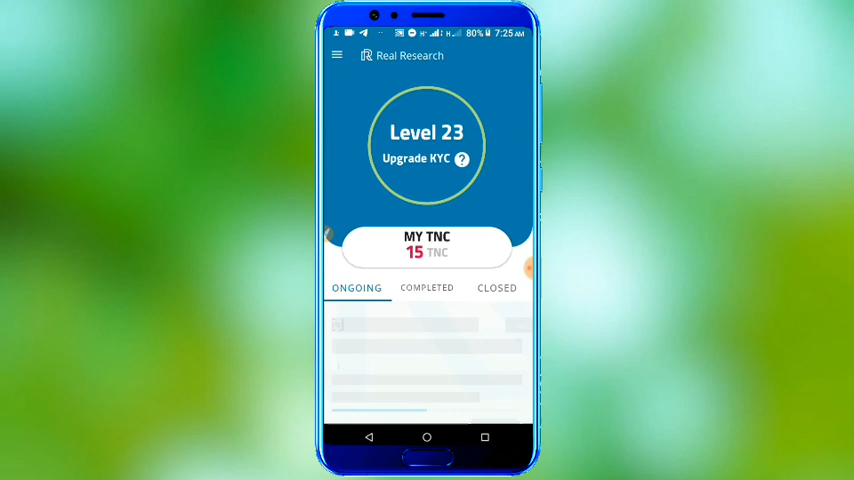 80% 7:25 AM
Real Research
Level 23
Upgrade KYC ?
MY TNC
15 TNC
ONGOING COMPLETED CLOSED